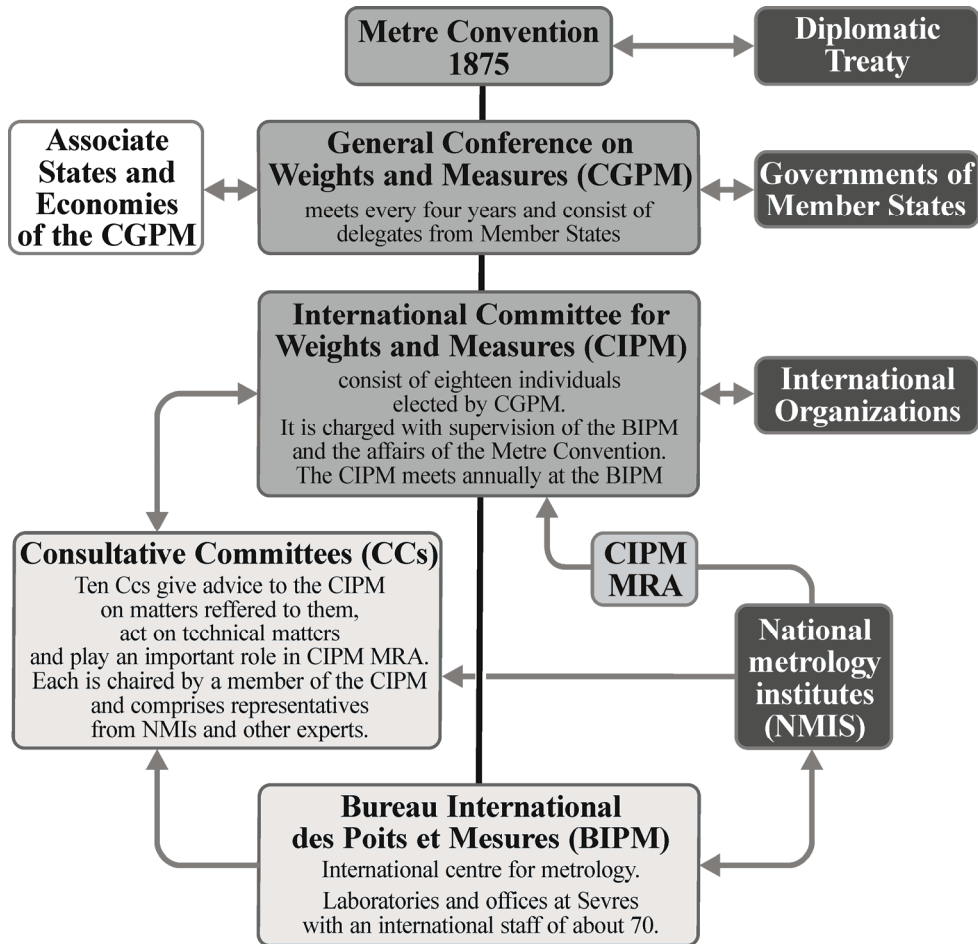 Metre Convention
1875
Diplomatic
Treaty
Associate
States and
Economies
of the CGPM
General Conference on
Weights and Measures (CGPM)
meets every four years and consist of
delegates from Member States
Governments of
Member States
International Committee for
Weights and Measures (CIPM)
consist of eighteen individuals
elected by CGPM.
It is charged with supervision of the BIPM
and the affairs of the Metre Convention.
The CIPM meets annually at the BIPM
International
Organizations
Consultative Committees (CCs)
Ten Ccs give advice to the CIPM
on matters reffered to them,
act on technical matters
and play an important role in CIPM MRA.
Each is chaired by a member of the CIPM
and comprises representatives
from NMIs and other experts.
CIPM
MRA
National
metrology
institutes
(NMIS)
Bureau International
des Poits et Mesures (BIPM)
International centre for metrology.
Laboratories and offices at Sevres
with an international staff of about 70.